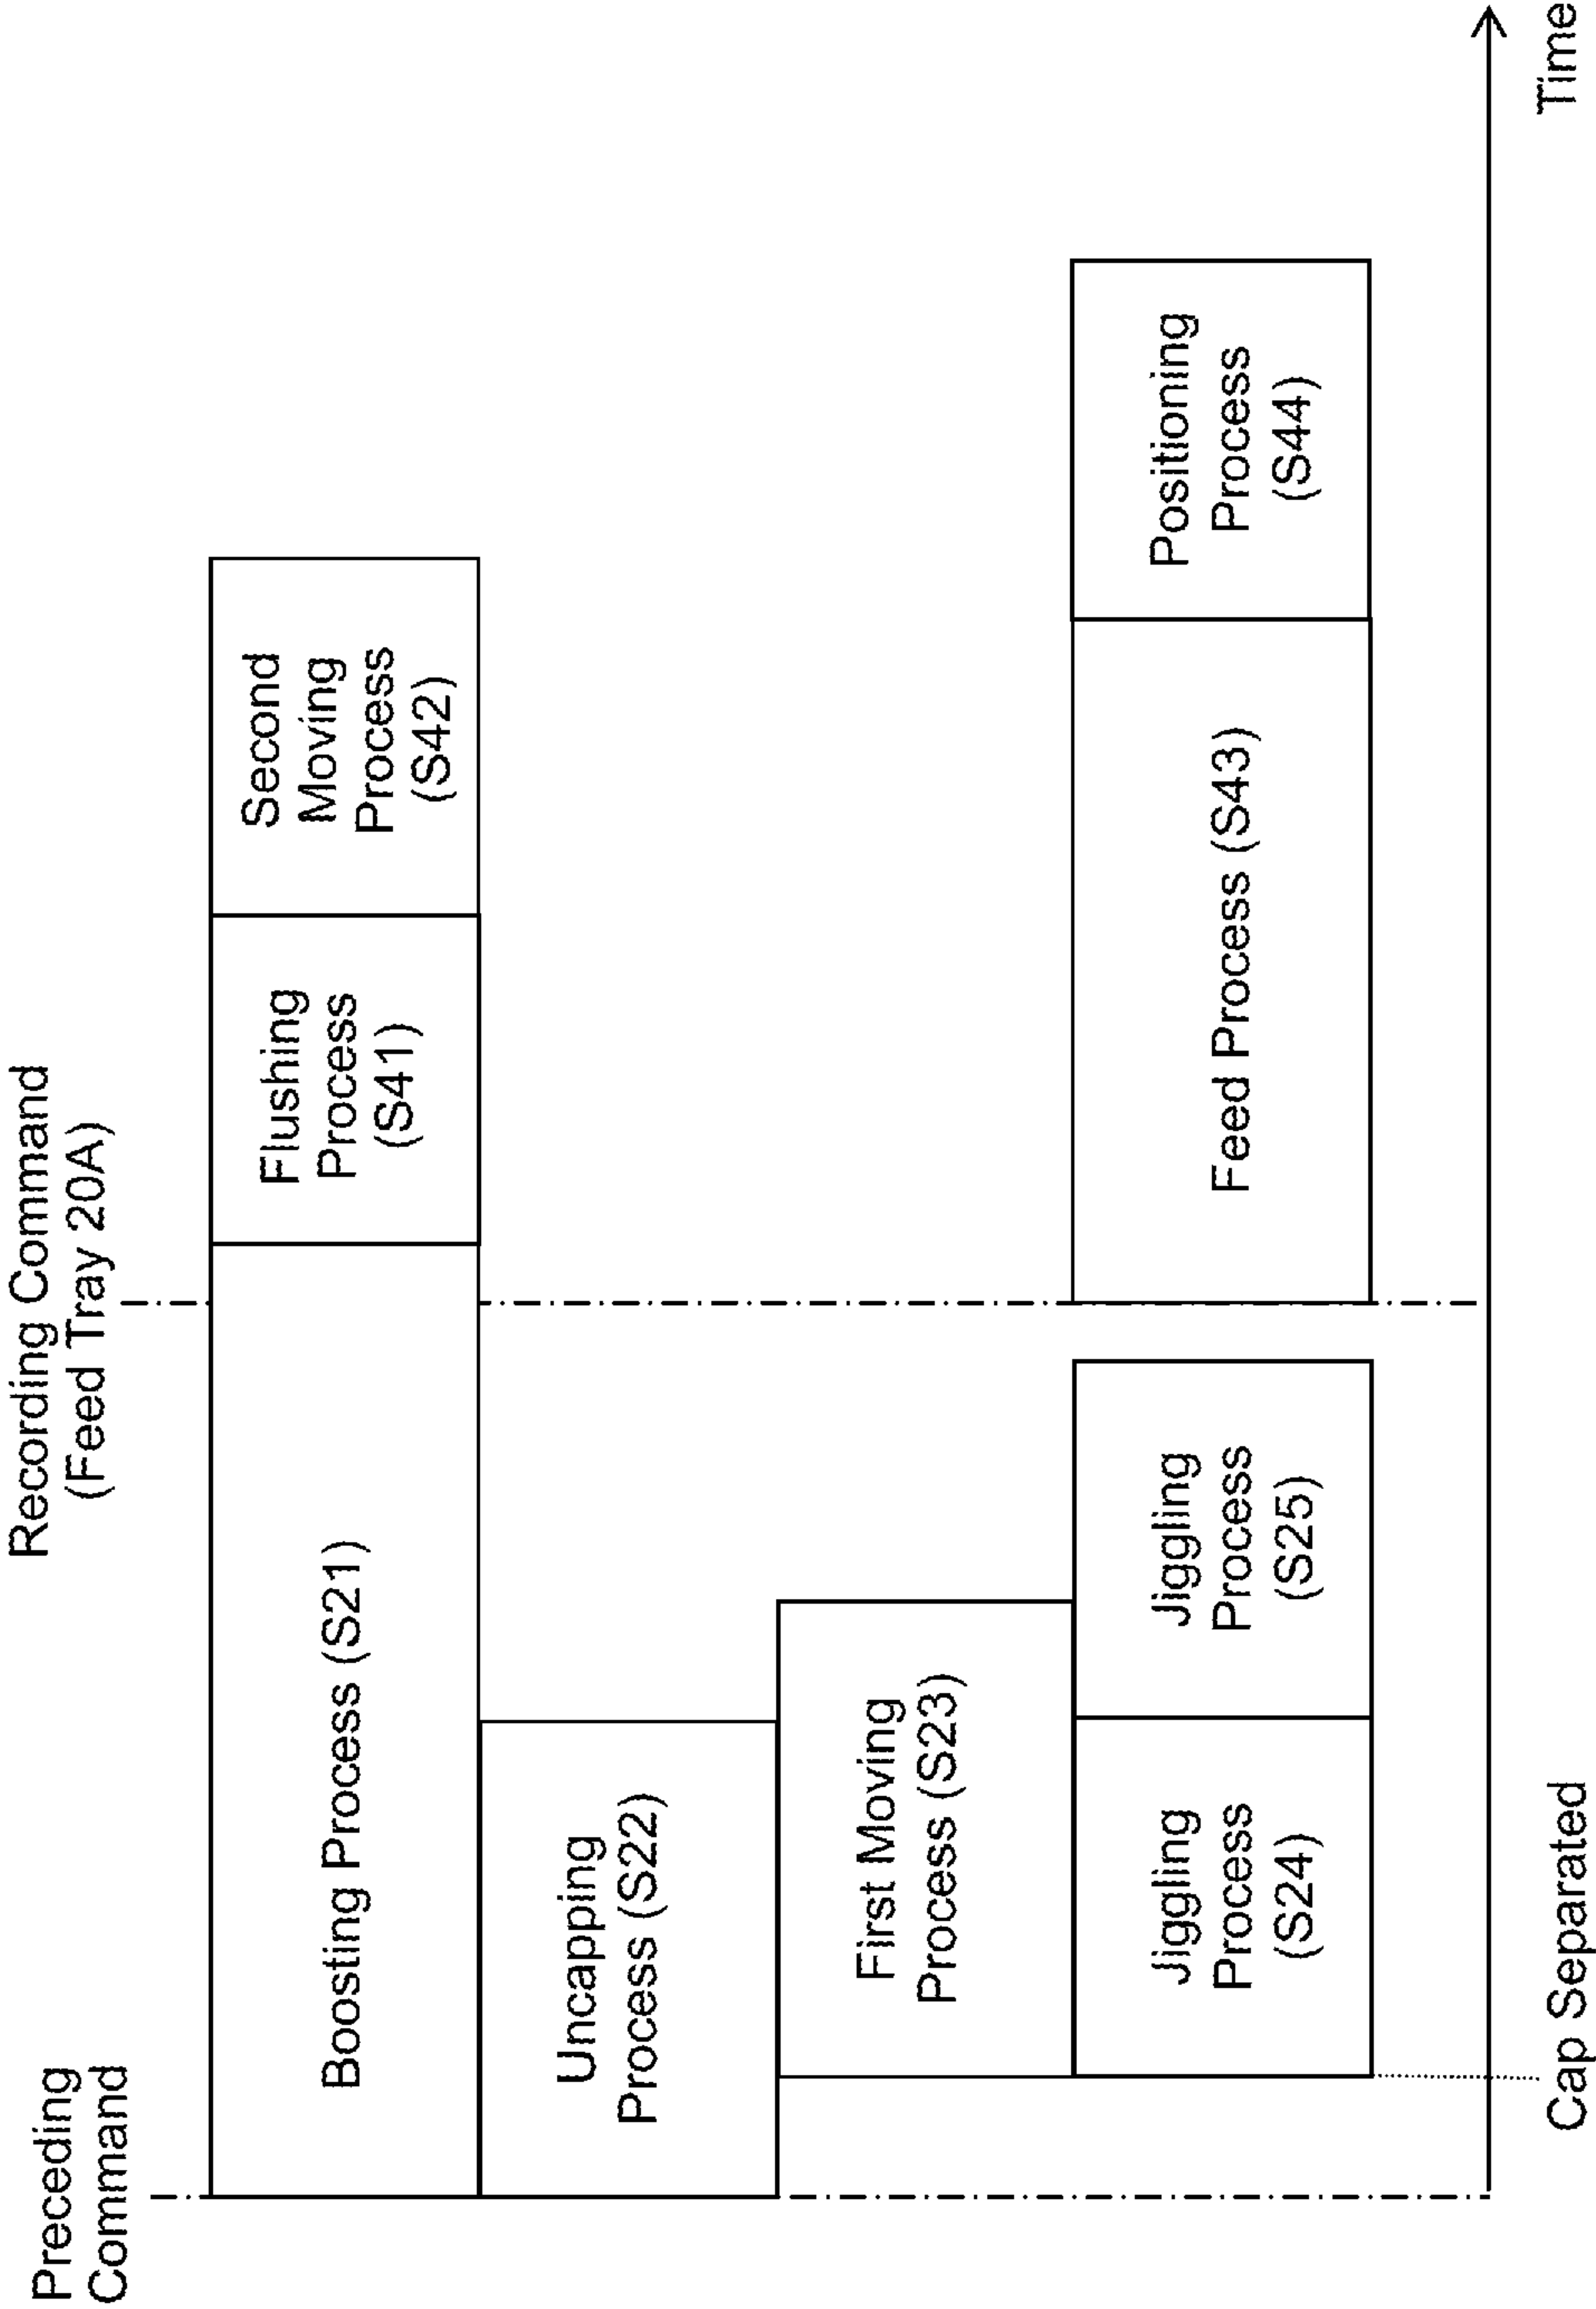 Preceding
Command
Recording Command
(Feed Tray 20A)
Boosting Process (S21)
Flushing
Process
(S41)
Second
Moving
Process
(S42)
Uncapping
Process (S22)
First Moving
Process (S23)
Jiggling
Process
(S24)
Jiggling
Process
(S25)
Feed Process (S43)
Positioning
Process
(S44)
Cap Separated
Time